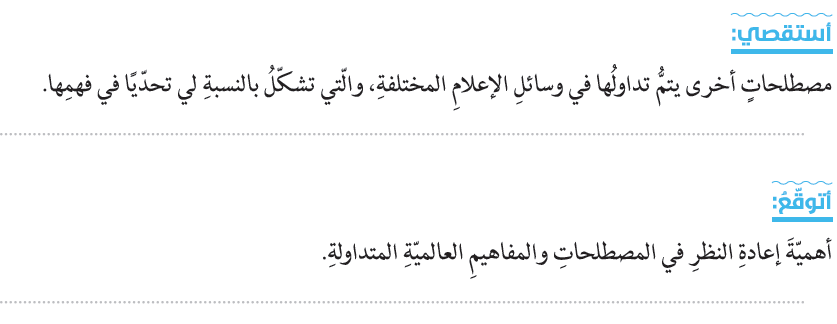 أستقصي:
مصطلحاتٍ أخرى يتمُّ تداولُها في وسائلِ الإعلامِ المختلفةِ، والّتي تشكّلُ بالنسبةِ لي تحدّيًا في فهمِها.
أتوقّعُ:
أهميّةَ إعادةِ النظرِ في المصطلحاتِ والمفاهيمِ العالميّةِ المتداولةِ.